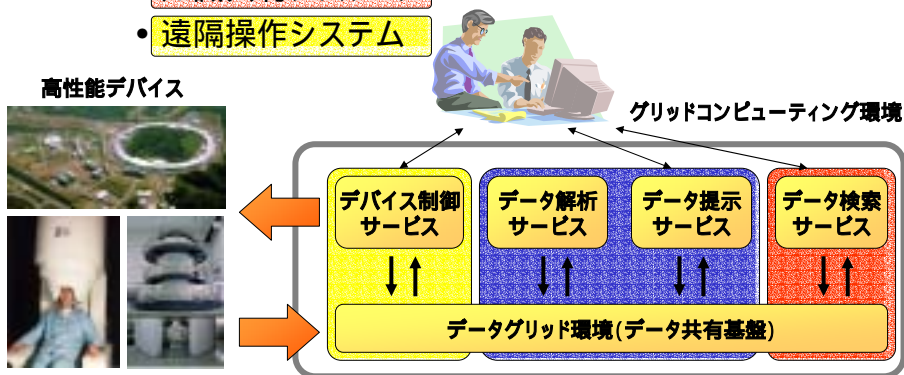 • 遠隔操作システム
高性能デバイス
グリッドコンピューティング環境
デバイス制御
サービス
データ解析
サービス
データ提示
サービス
データ検索
サービス
データグリッド環境(データ共有基盤)